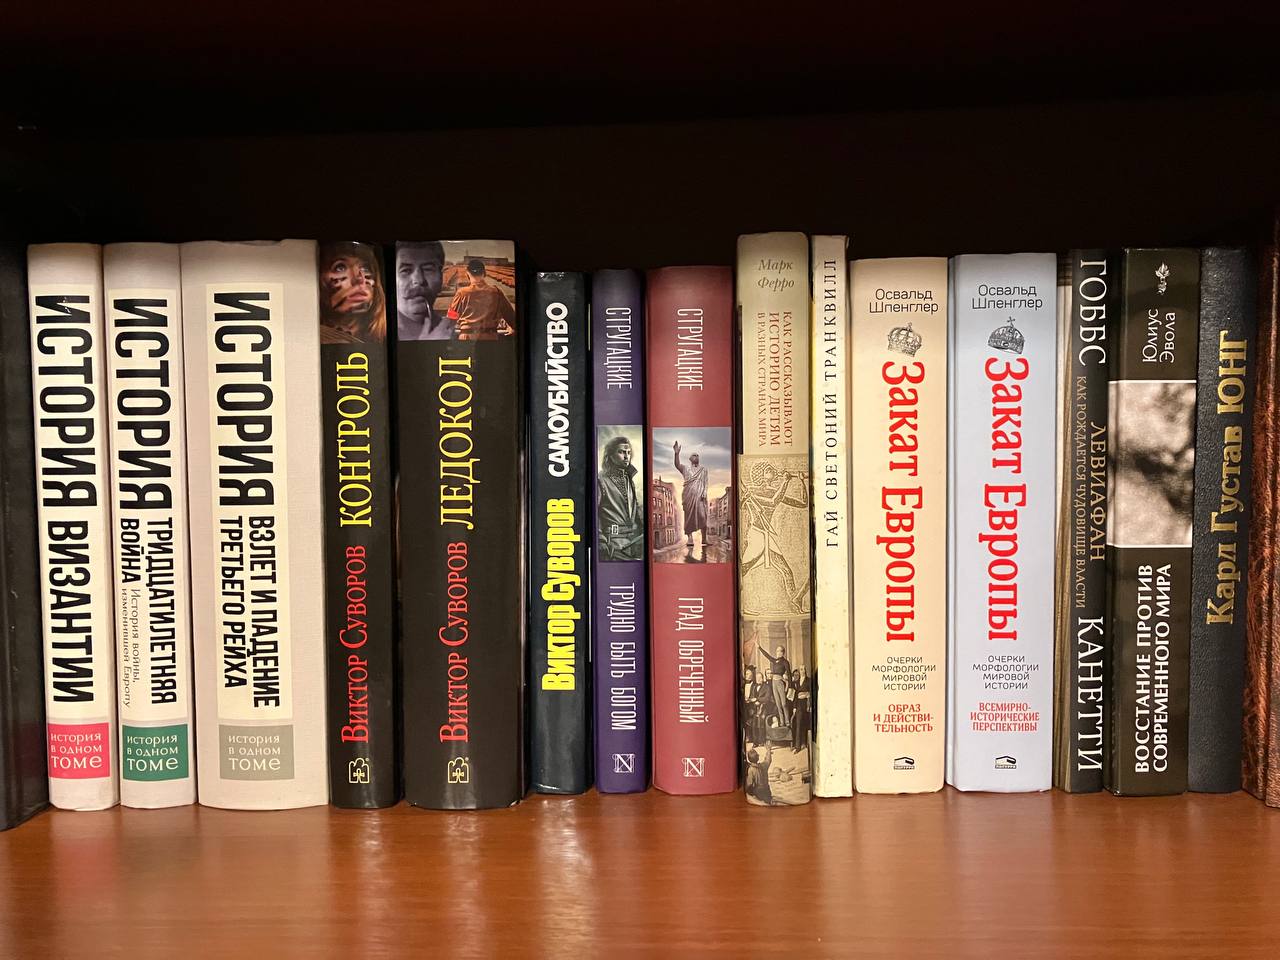 ИСТОРИЯ ВИЗАНТИИ
ИСТОРИЯ
В ОДНОМ
ТОМЕ
ИСТОРИЯ ТРИДЦАТИЛЕТНЯЯ
ВОЙНА История войны,
изменившей Европу
ИСТОРИЯ
В ОДНОМ
ТОМЕ
ИСТОРИЯ ВЗЛЕТ И ПАДЕНИЕ
ТРЕТЬЕГО РЕЙХА
ИСТОРИЯ
В ОДНОМ
ТОМЕ
ВИКТОР СУВОРОВ КОНТРОЛЬ
ВИКТОР СУВОРОВ ЛЕДОКОЛ
ВИКТОР СУВОРОВ САМОУБИЙСТВО
СТРУГАЦКИЕ
ТРУДНО БЫТЬ БОГОМ
СТРУГАЦКИЕ
ГРАД ОБРЕЧЕННЫЙ
Марк
Ферро
КАК РАССКАЗЫВАЮТ
ИСТОРИЮ ДЕТЯМ
В РАЗНЫХ СТРАНАХ МИРА
ГАЙ СВЕТОНИЙ ТРАНКВИЛЛ
Освальд
Шпенглер
Закат Европы
ОЧЕРКИ
МОРФОЛОГИИ
МИРОВОЙ
ИСТОРИИ
ОБРАЗ
И ДЕЙСТВИ-
ТЕЛЬНОСТЬ
Освальд
Шпенглер
Закат Европы
ОЧЕРКИ
МОРФОЛОГИИ
МИРОВОЙ
ИСТОРИИ
ВСЕМИРНО-
ИСТОРИЧЕСКИЕ
ПЕРСПЕКТИВЫ
ГОББС ЛЕВИАФАН КАНЕТТИ
КАК РОЖДАЕТСЯ ЧУДОВИЩЕ ВЛАСТИ
Юлиус
Эвола
ВОССТАНИЕ ПРОТИВ
СОВРЕМЕННОГО МИРА
Карл Густав ЮНГ